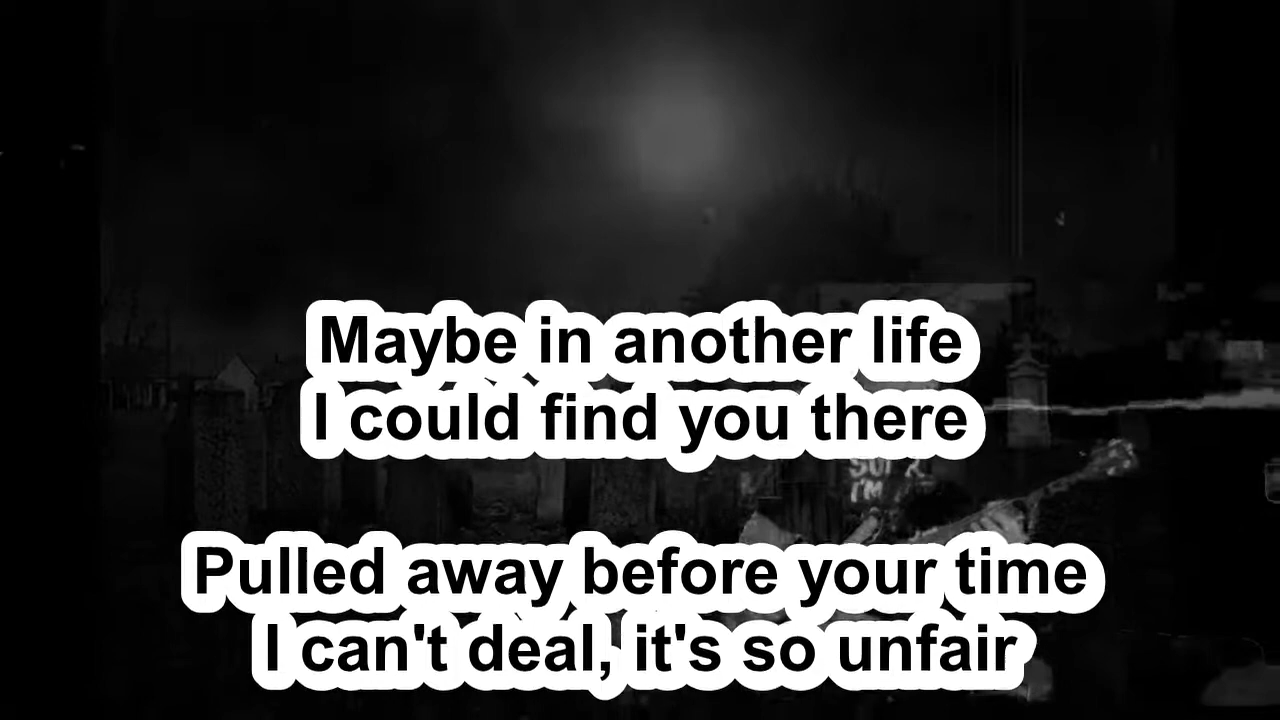 Maybe in another life
I could find you there
I'M
Pulled away before your time
I can't deal, it's so unfair